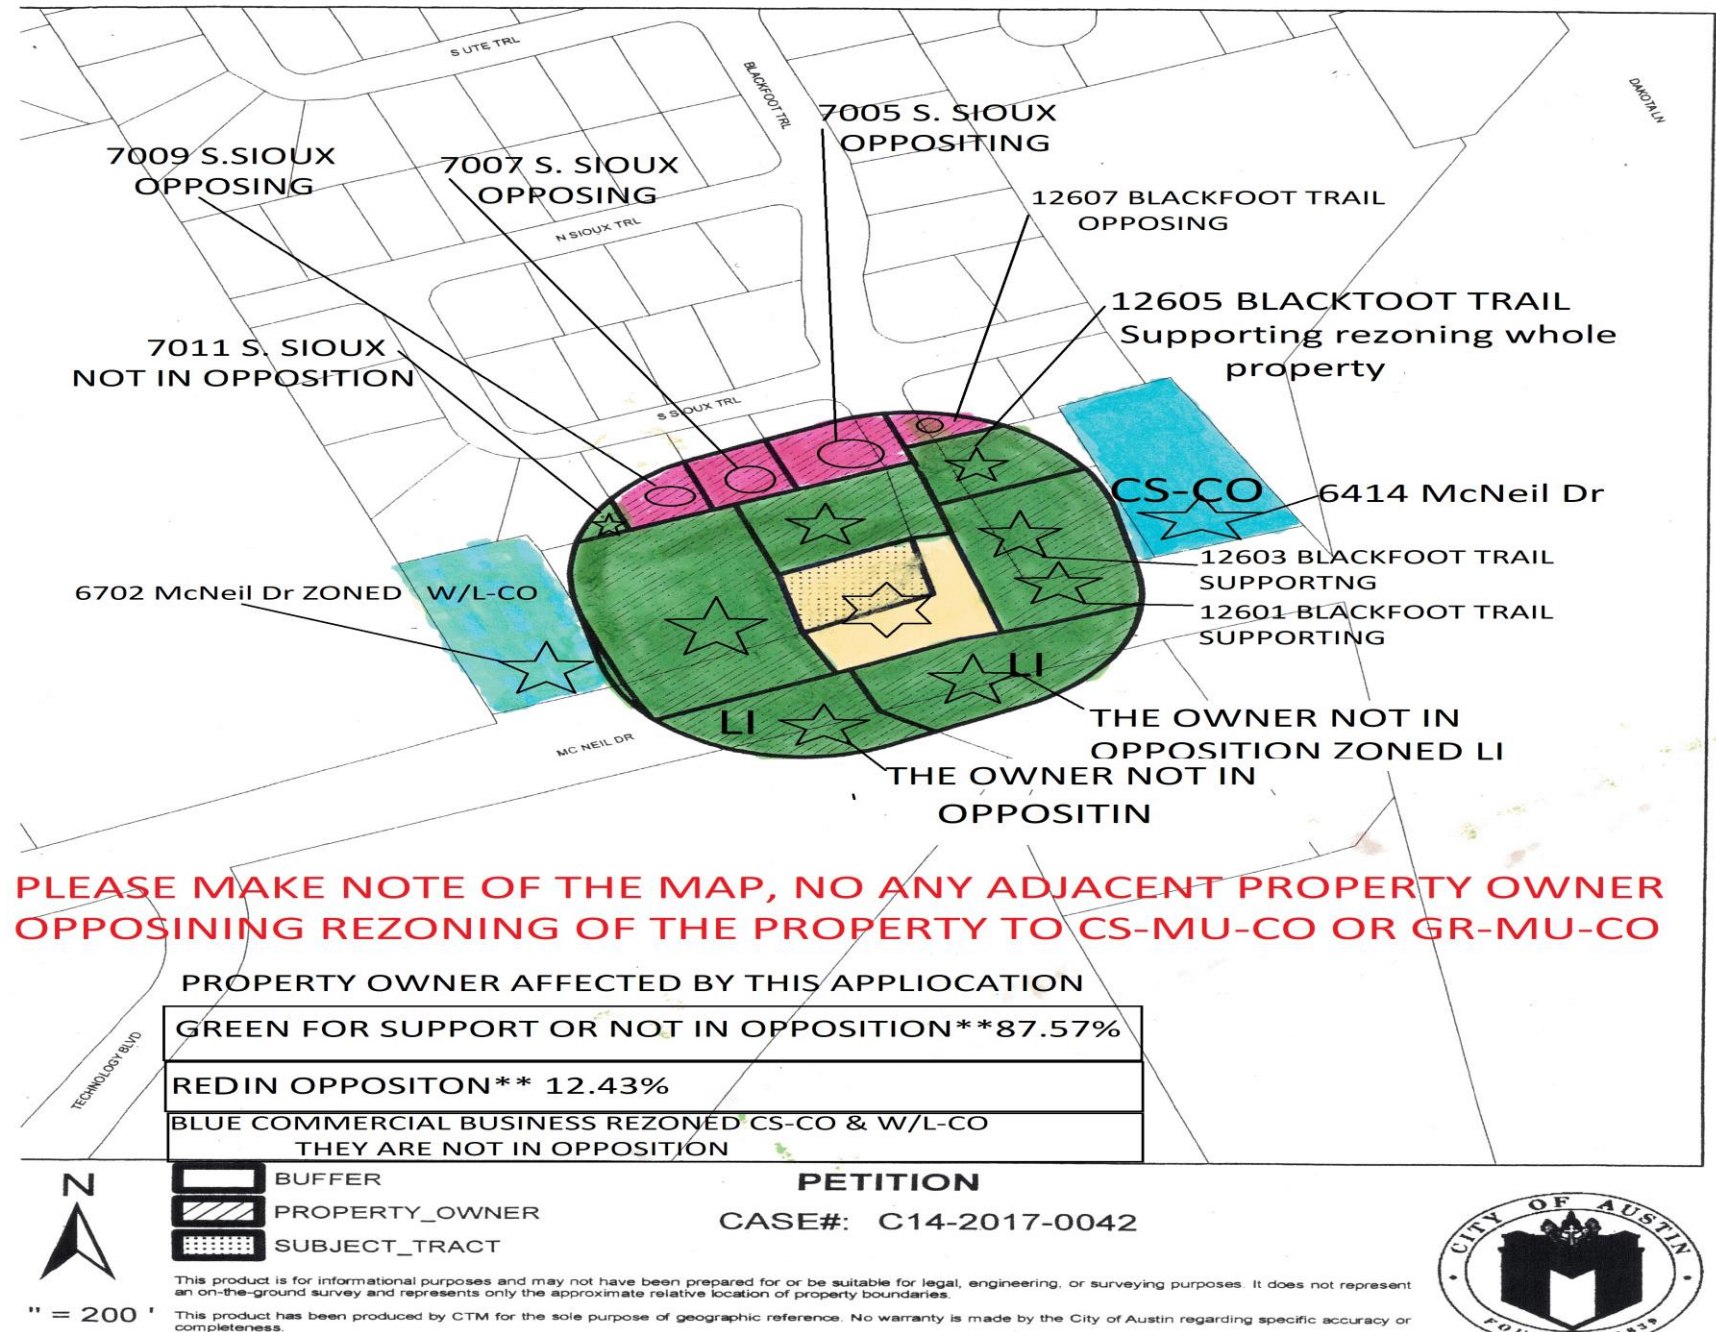 S UTE TRL
BLACKFOOT TRL
DAKOTA LN
7005 S. SIOUX
OPPOSITING
7009 S.SIOUX
OPPOSING
7007 S. SIOUX
OPPOSING
12607 BLACKFOOT TRAIL
OPPOSING
N SIOUX TRL
12605 BLACKTOOT TRAIL
Supporting rezoning whole
property
7011 S. SIOUX
NOT IN OPPOSITION
S SIOUX TRL
CS-CO
6414 McNeil Dr
12603 BLACKFOOT TRAIL
SUPPORTNG
6702 McNeil Dr ZONED W/L-CO
12601 BLACKFOOT TRAIL
SUPPORTING
LI
LI
THE OWNER NOT IN
OPPOSITION ZONED LI
MC NEIL DR
THE OWNER NOT IN
OPPOSITIN
PLEASE MAKE NOTE OF THE MAP, NO ANY ADJACENT PROPERTY OWNER
OPPOSINING REZONING OF THE PROPERTY TO CS-MU-CO OR GR-MU-CO
PROPERTY OWNER AFFECTED BY THIS APPLIOCATION
GREEN FOR SUPPORT OR NOT IN OPPOSITION**87.57%
TECHNOLOGY BLVD
REDIN OPPOSITON** 12.43%
BLUE COMMERCIAL BUSINESS REZONED CS-CO & W/L-CO
THEY ARE NOT IN OPPOSITION
N
BUFFER
PROPERTY_OWNER
SUBJECT_TRACT
PETITION
CASE#: C14-2017-0042
CITY OF AUSTIN
This product is for informational purposes and may not have been prepared for or be suitable for legal, engineering, or surveying purposes. It does not represent
an on-the-ground survey and represents only the approximate relative location of property boundaries.
" = 200 '
This product has been produced by CTM for the sole purpose of geographic reference. No warranty is made by the City of Austin regarding specific accuracy or
completeness.